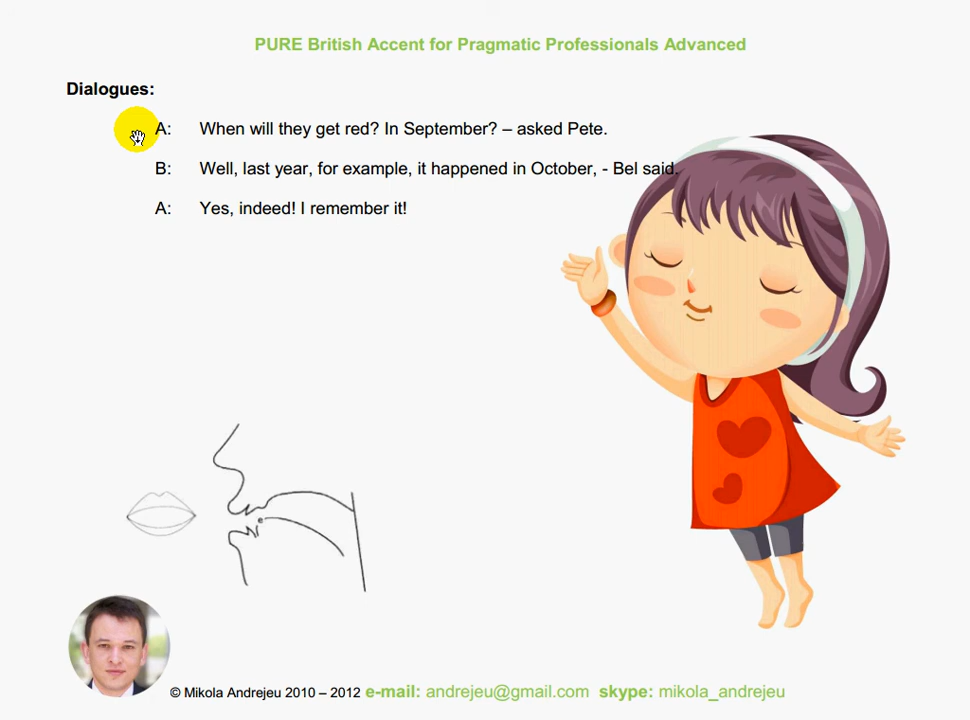 PURE British Accent for Pragmatic Professionals Advanced
Dialogues:
A: When will they get red? In September? – asked Pete.
B: Well, last year, for example, it happened in October, - Bel said.
A: Yes, indeed! I remember it!
© Mikola Andrejeu 2010 – 2012 e-mail: andrejeu@gmail.com skype: mikola_andrejeu